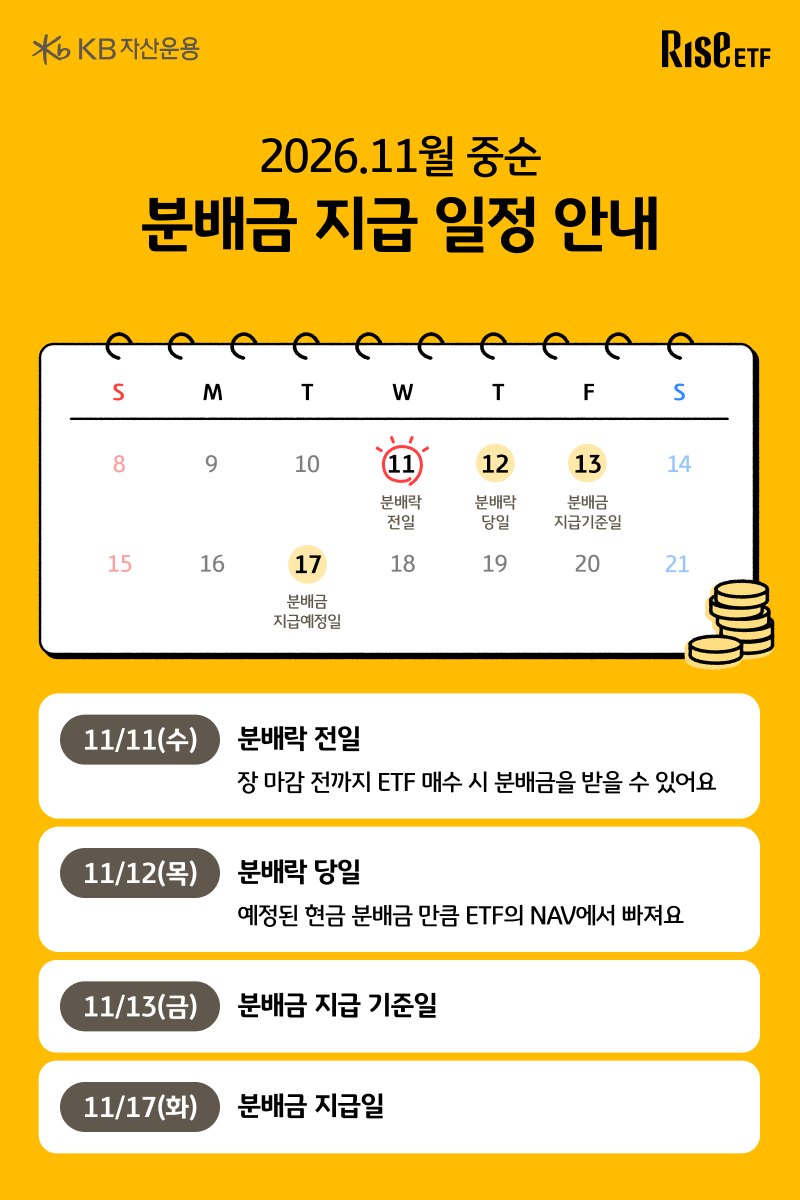 KB자산운용
RISE ETF
2026.11월 중순
분배금 지급 일정 안내
S M T W T F S
8 9 10 11 12 13 14
분배락 전일
분배락 당일
분배금 지급기준일
15 16 17 18 19 20 21
분배금 지급예정일
11/11(수) 분배락 전일
장 마감 전까지 ETF 매수 시 분배금을 받을 수 있어요
11/12(목) 분배락 당일
예정된 현금 분배금 만큼 ETF의 NAV에서 빠져요
11/13(금) 분배금 지급 기준일
11/17(화) 분배금 지급일